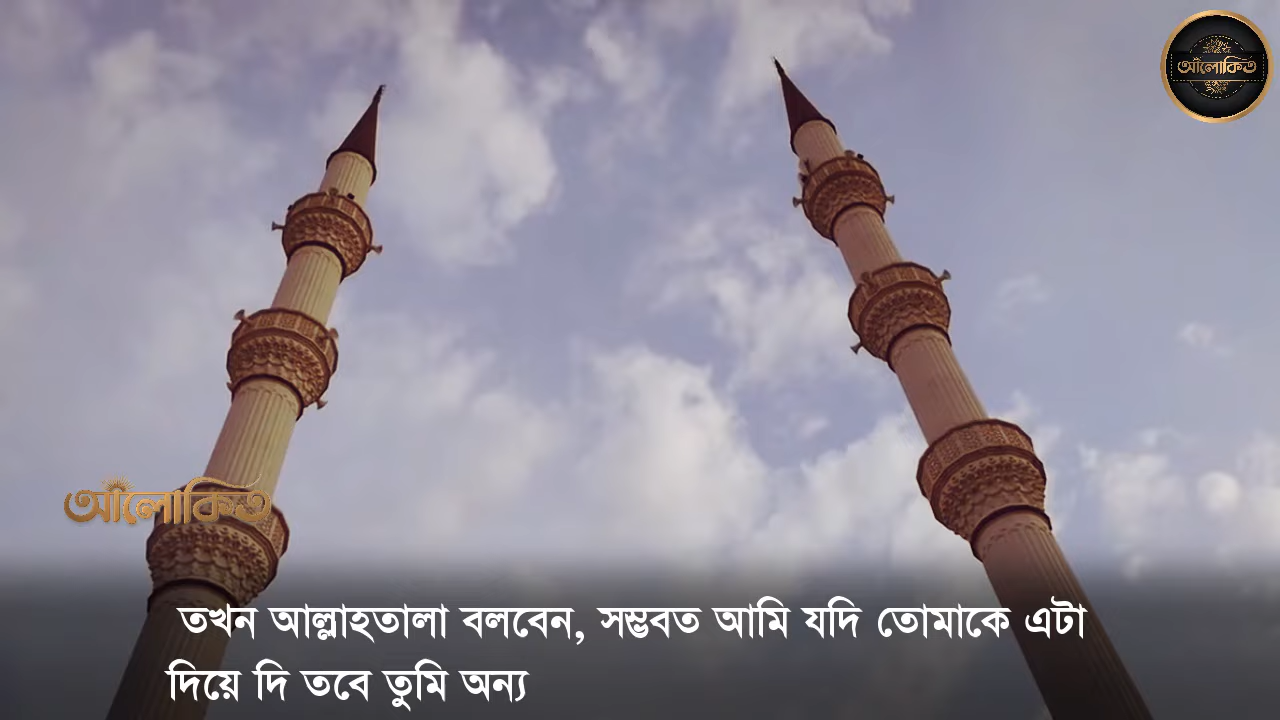 আলোকিত
আলোকিত
তখন আল্লাহতালা বলবেন, সম্ভবত আমি যদি তোমাকে এটা
দিয়ে দি তবে তুমি অন্য